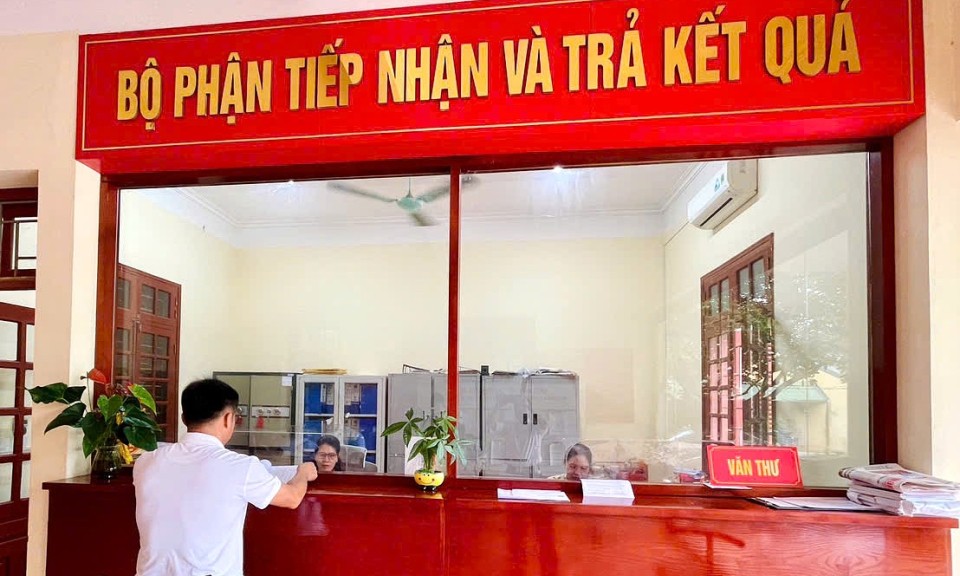 BỘ PHẬN TIẾP NHẬN VÀ TRẢ KẾT QUẢ
VĂN THƯ